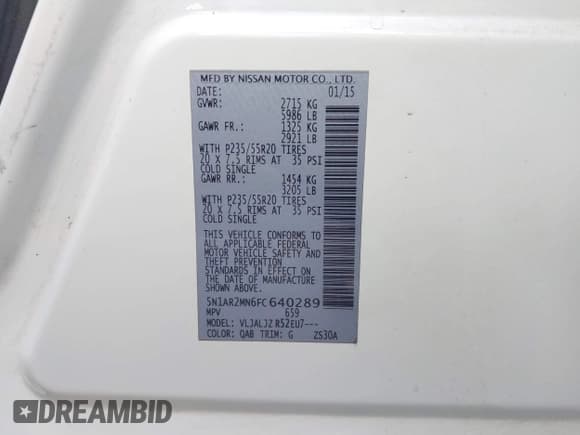 MFD BY NISSAN MOTOR CO., LTD.
DATE: 01/15
GVWR: 2715 KG
5986 LB
GAWR FR.: 1325 KG
2921 LB
WITH P235/55R20 TIRES
20 X 7.5 RIMS AT 35 PSI
COLD SINGLE
GAWR RR.: 1454 KG
3205 LB
WITH P235/55R20 TIRES
20 X 7.5 RIMS AT 35 PSI
COLD SINGLE
THIS VEHICLE CONFORMS TO
ALL APPLICABLE FEDERAL
MOTOR VEHICLE SAFETY AND
AND THEFT PREVENTION
STANDARDS IN EFFECT ON
THE DATE OF MANUFACTURE
SHOWN ABOVE.
5N1AR2MN6FC640289
MPV 659
MODEL: VLJALJZ R52EU7---
COLOR: QAB TRIM: G ZS30A
DREAMBID